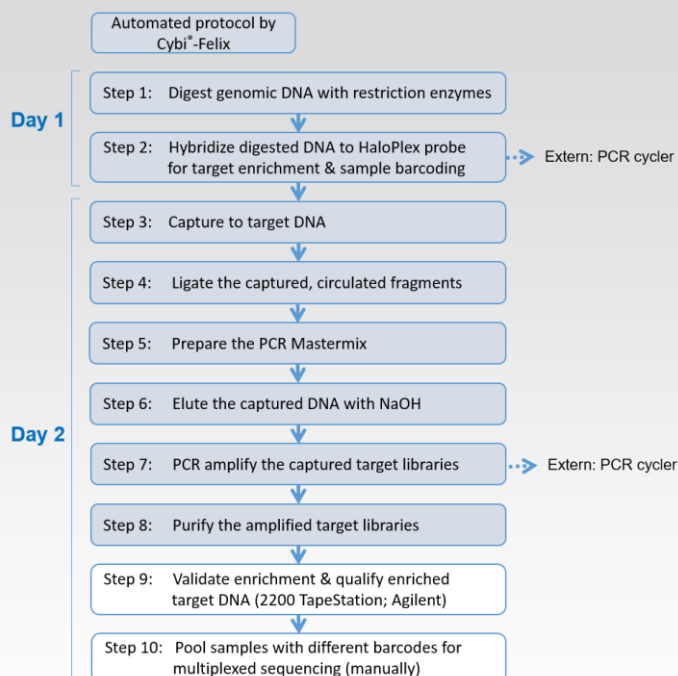 Automated protocol by
Cybi®-Felix
Day 1
Step 1: Digest genomic DNA with restriction enzymes
Step 2: Hybridize digested DNA to HaloPlex probe
for target enrichment & sample barcoding
Extern: PCR cycler
Day 2
Step 3: Capture to target DNA
Step 4: Ligate the captured, circulated fragments
Step 5: Prepare the PCR Mastermix
Step 6: Elute the captured DNA with NaOH
Step 7: PCR amplify the captured target libraries
Extern: PCR cycler
Step 8: Purify the amplified target libraries
Step 9: Validate enrichment & qualify enriched
target DNA (2200 TapeStation; Agilent)
Step 10: Pool samples with different barcodes for
multiplexed sequencing (manually)